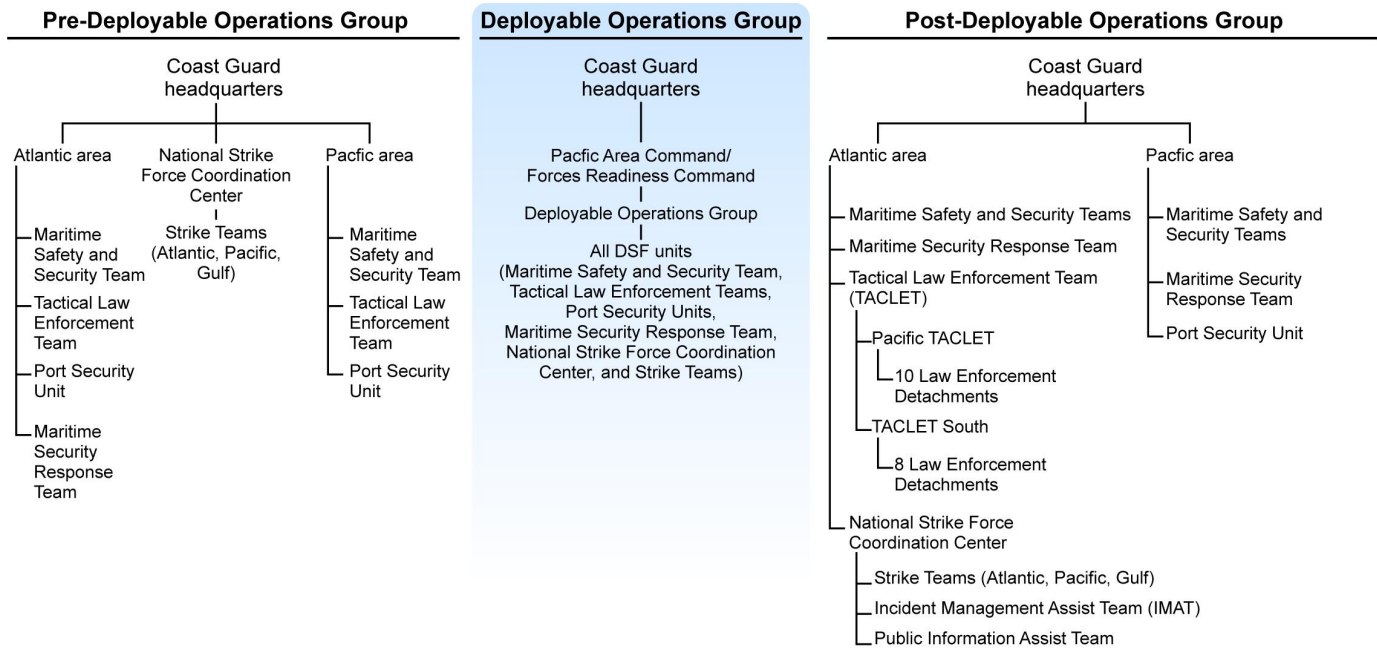 Pre-Deployable Operations Group
Coast Guard
headquarters
Atlantic area
Maritime
Safety and
Security Team
Tactical Law
Enforcement
Team
Port Security
Unit
Maritime
Security
Response
Team
National Strike
Force Coordination
Center
Strike Teams
(Atlantic, Pacific,
Gulf)
Pacfic area
Maritime
Safety and
Security Team
Tactical Law
Enforcement
Team
Port Security
Unit
Deployable Operations Group
Coast Guard
headquarters
Pacfic Area Command/
Forces Readiness Command
Deployable Operations Group
All DSF units
(Maritime Safety and Security Team,
Tactical Law Enforcement Teams,
Port Security Units,
Maritime Security Response Team,
National Strike Force Coordination
Center, and Strike Teams)
Post-Deployable Operations Group
Coast Guard
headquarters
Atlantic area
Maritime Safety and Security Teams
Maritime Security Response Team
Tactical Law Enforcement Team
(TACLET)
Pacific TACLET
10 Law Enforcement
Detachments
TACLET South
8 Law Enforcement
Detachments
National Strike Force
Coordination Center
Strike Teams (Atlantic, Pacific, Gulf)
Incident Management Assist Team (IMAT)
Public Information Assist Team
Pacfic area
Maritime Safety and
Security Teams
Maritime Security
Response Team
Port Security Unit